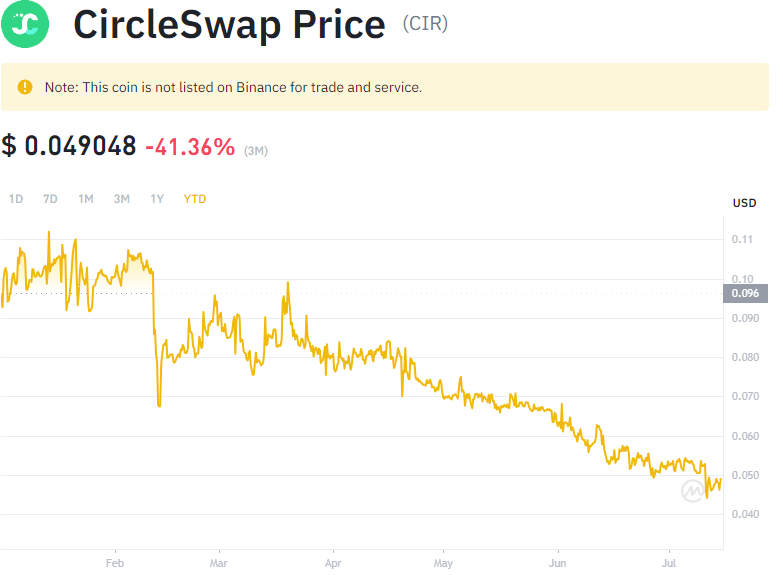 CircleSwap Price (CIR)
Note: This coin is not listed on Binance for trade and service.
$ 0.049048 -41.36% (3M)
1D 7D 1M 3M 1Y YTD
USD
0.11
0.10
0.096
0.090
0.080
0.070
0.060
0.050
0.040
Feb Mar Apr May Jun Jul